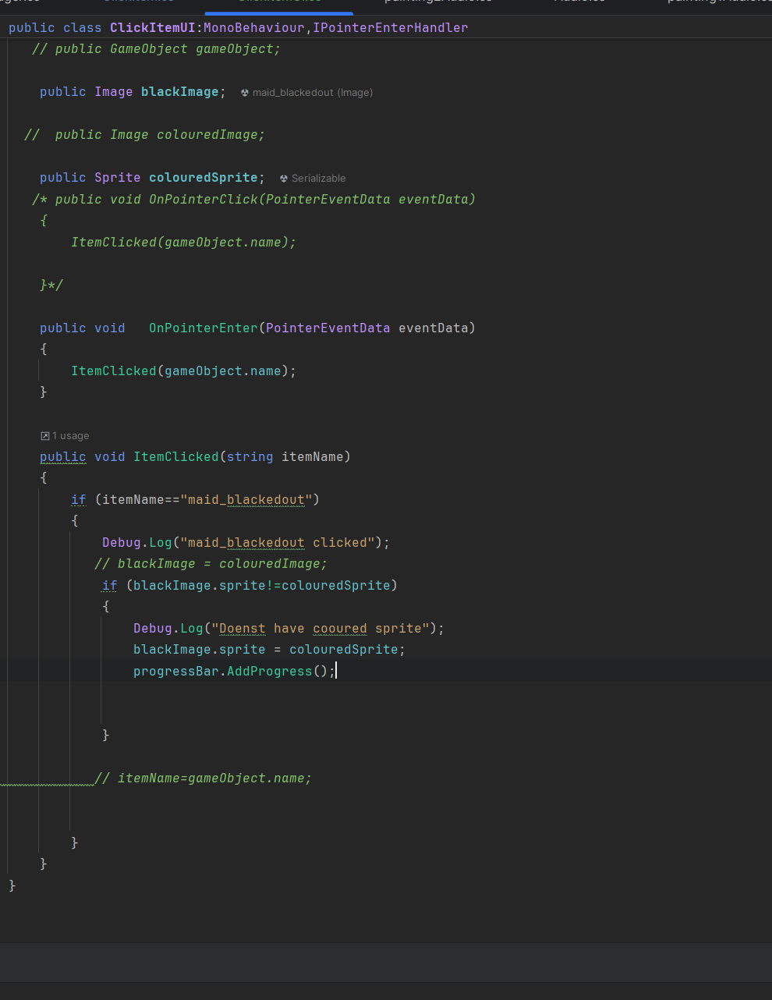 public class ClickItemUI:MonoBehaviour,IPointerEnterHandler
// public GameObject gameObject;
public Image blackImage; maid_blackedout (Image)
// public Image colouredImage;
public Sprite colouredSprite; Serializable
/* public void OnPointerClick(PointerEventData eventData)
{
ItemClicked(gameObject.name);
}*/
public void OnPointerEnter(PointerEventData eventData)
{
ItemClicked(gameObject.name);
}
1 usage
public void ItemClicked(string itemName)
{
if (itemName=="maid_blackedout")
{
Debug.Log("maid_blackedout clicked");
// blackImage = colouredImage;
if (blackImage.sprite!=colouredSprite)
{
Debug.Log("Doenst have cooured sprite");
blackImage.sprite = colouredSprite;
progressBar.AddProgress();
}
// itemName=gameObject.name;
}
}
}